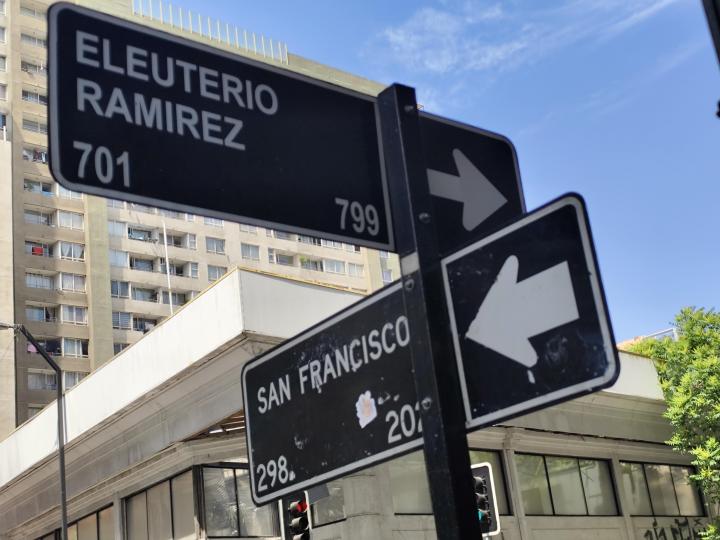 ELEUTERIO
RAMIREZ
701 799
SAN FRANCISCO
298.